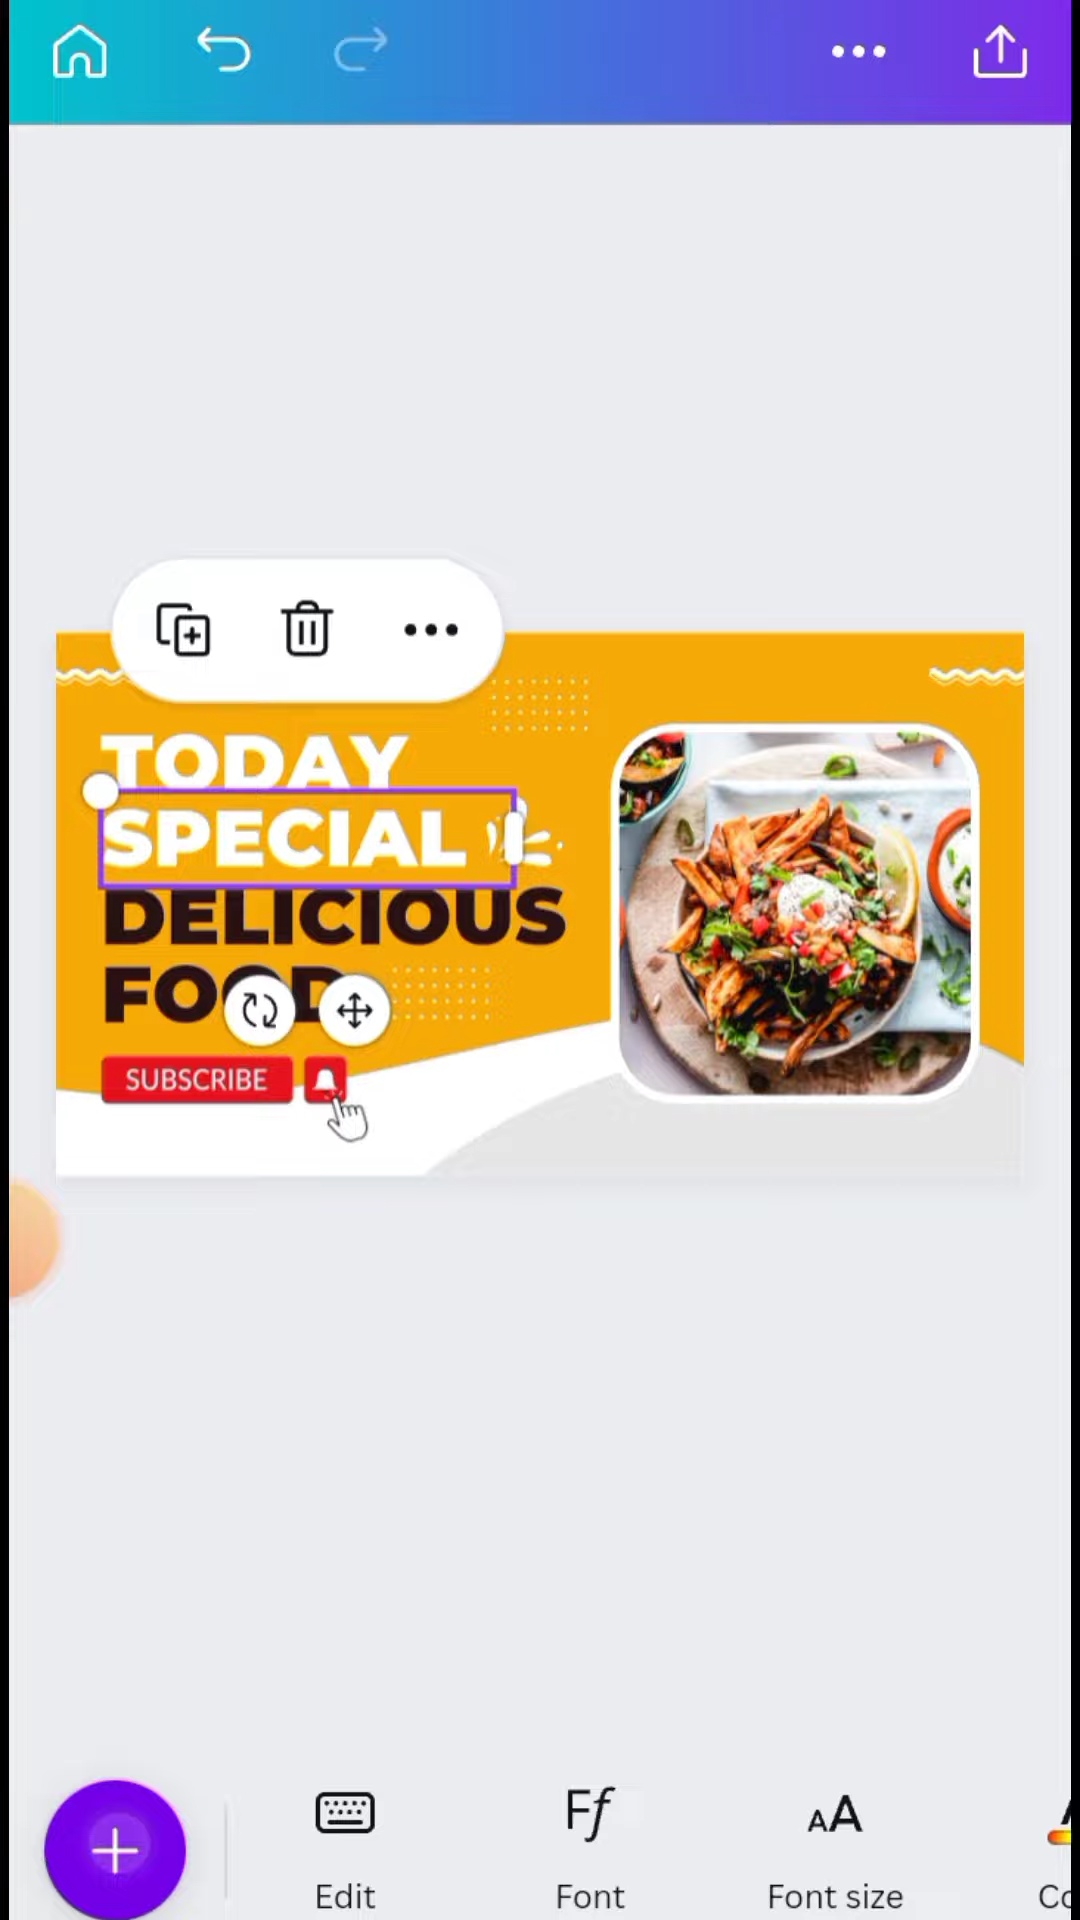 TODAY
SPECIAL
DELICIOUS
FOOD
SUBSCRIBE
Edit
Font
Font size